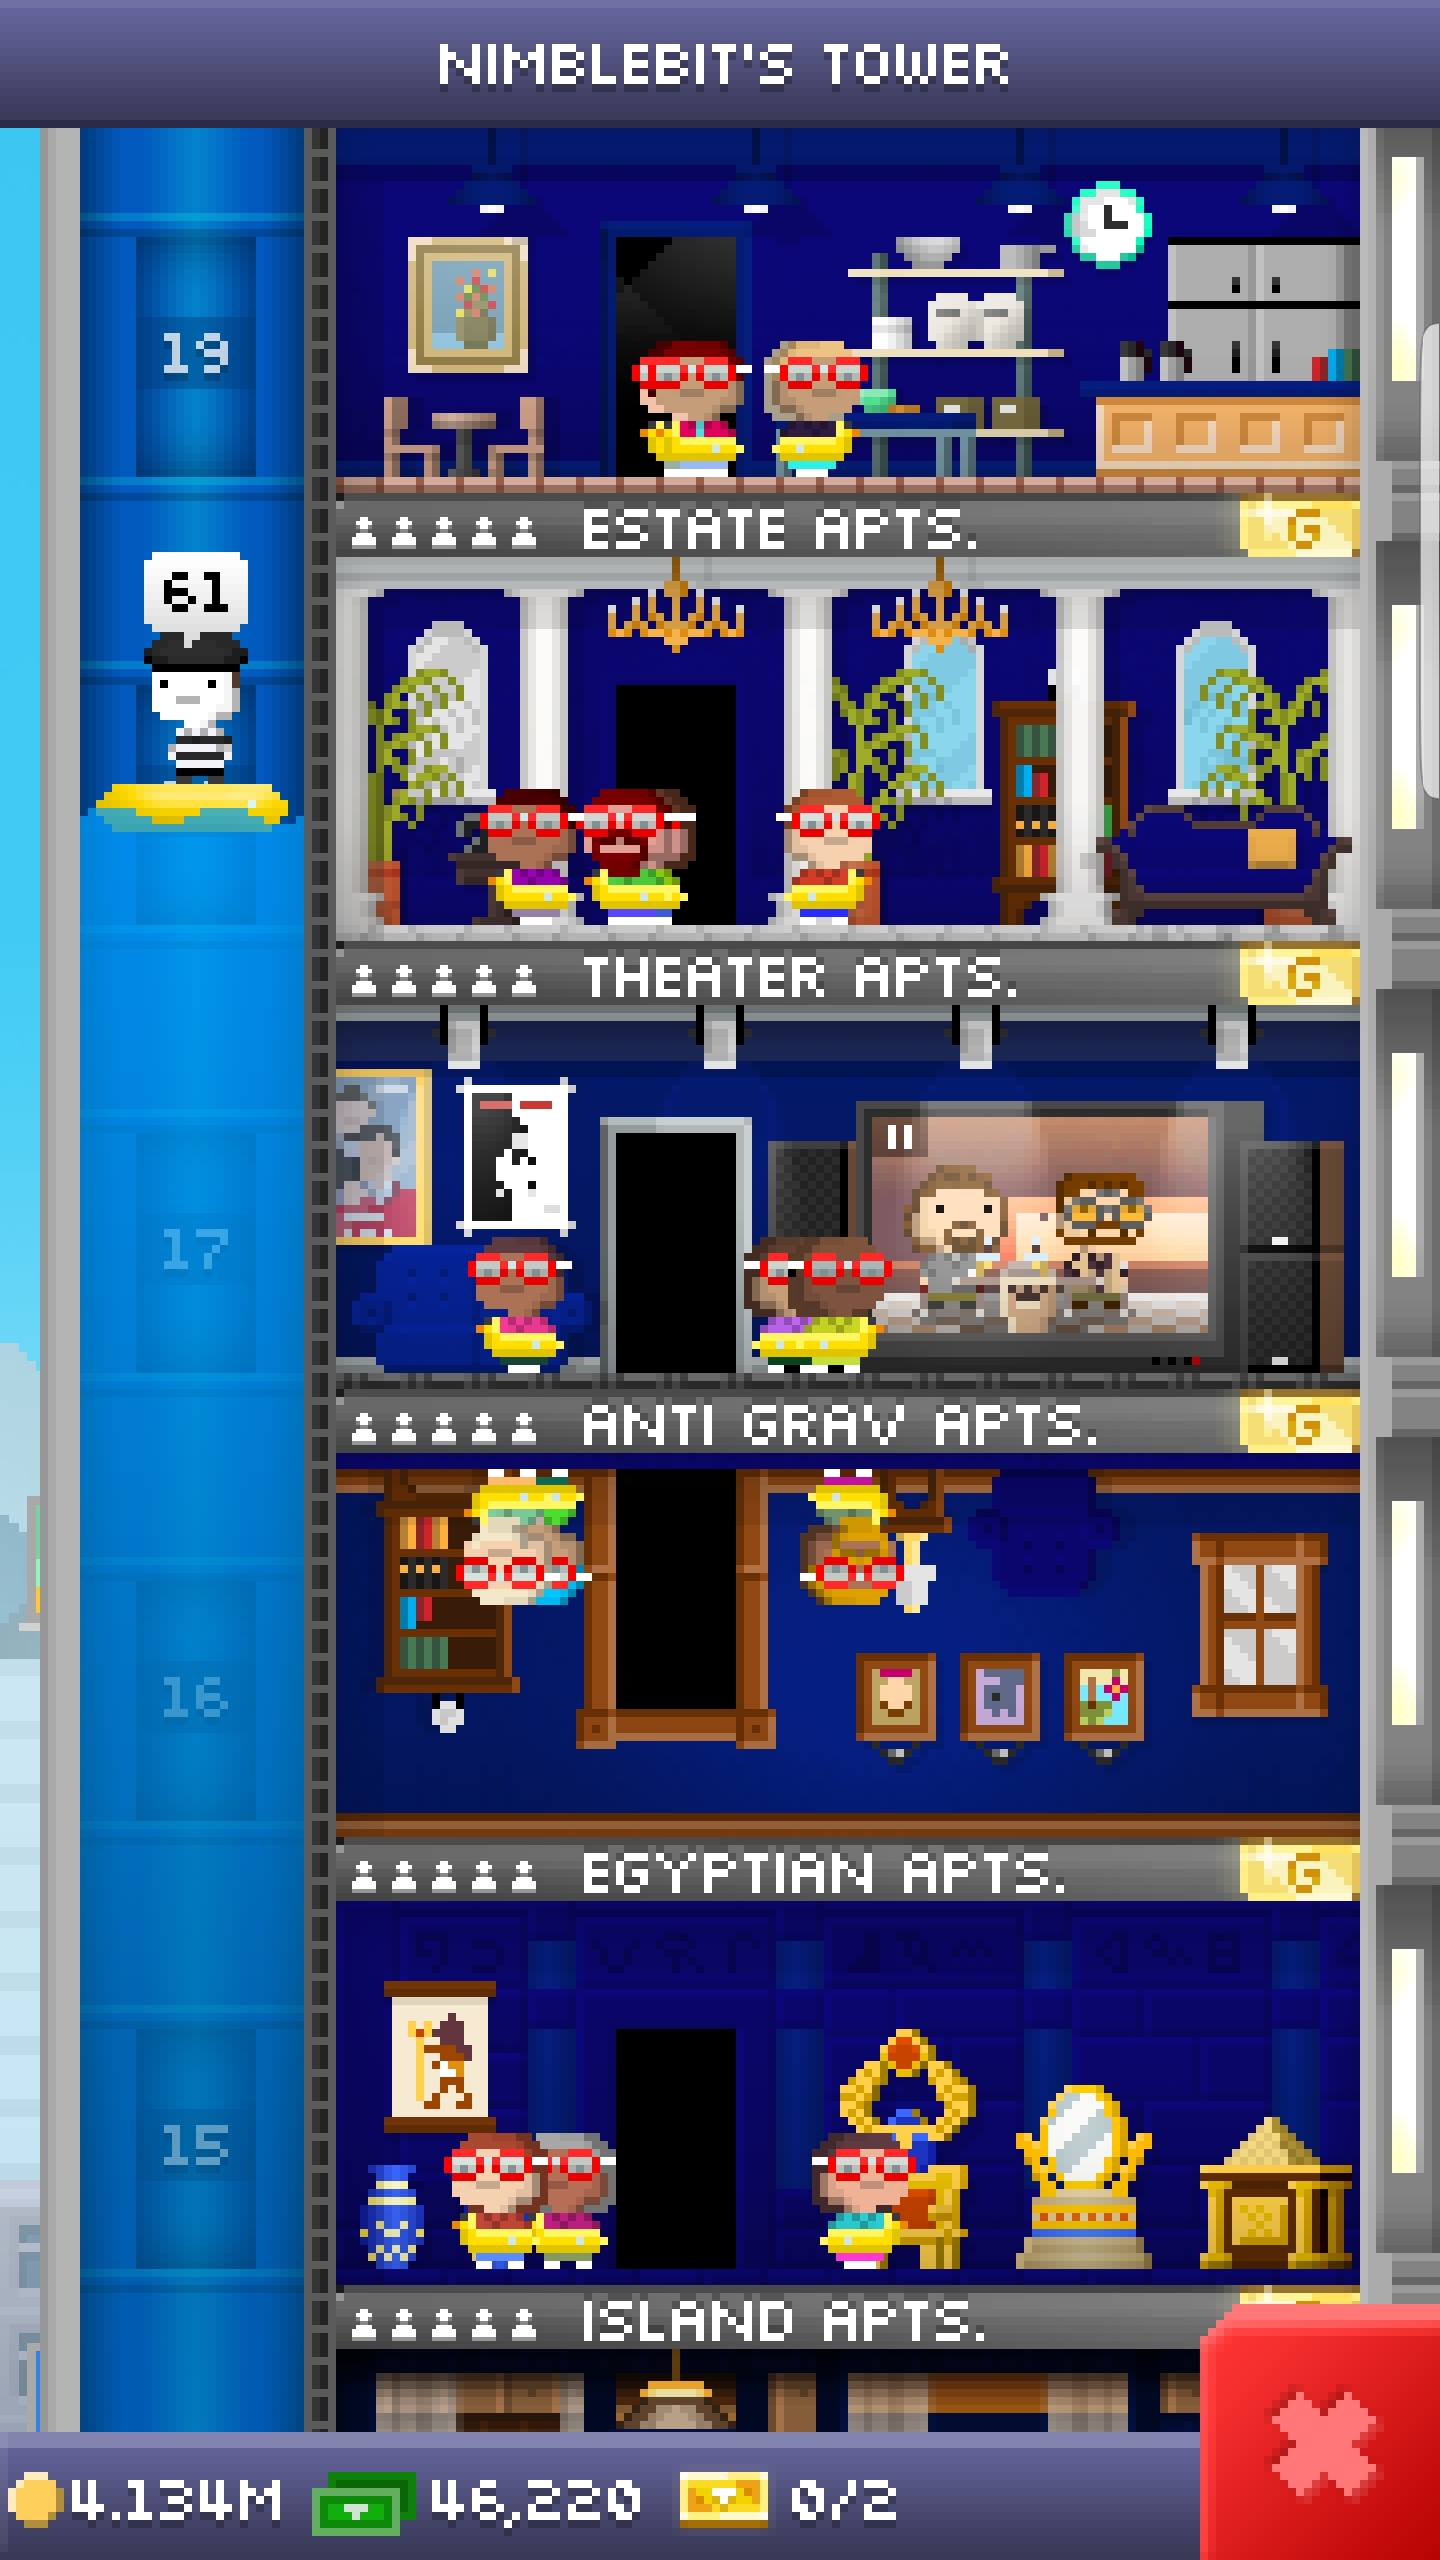 NIMBLEBIT'S TOWER
19
ESTATE APTS. G
61
THEATER APTS. G
17
ANTI GRAV APTS. G
16
EGYPTIAN APTS. G
15
ISLAND APTS.
4.134M 46,220 0/2